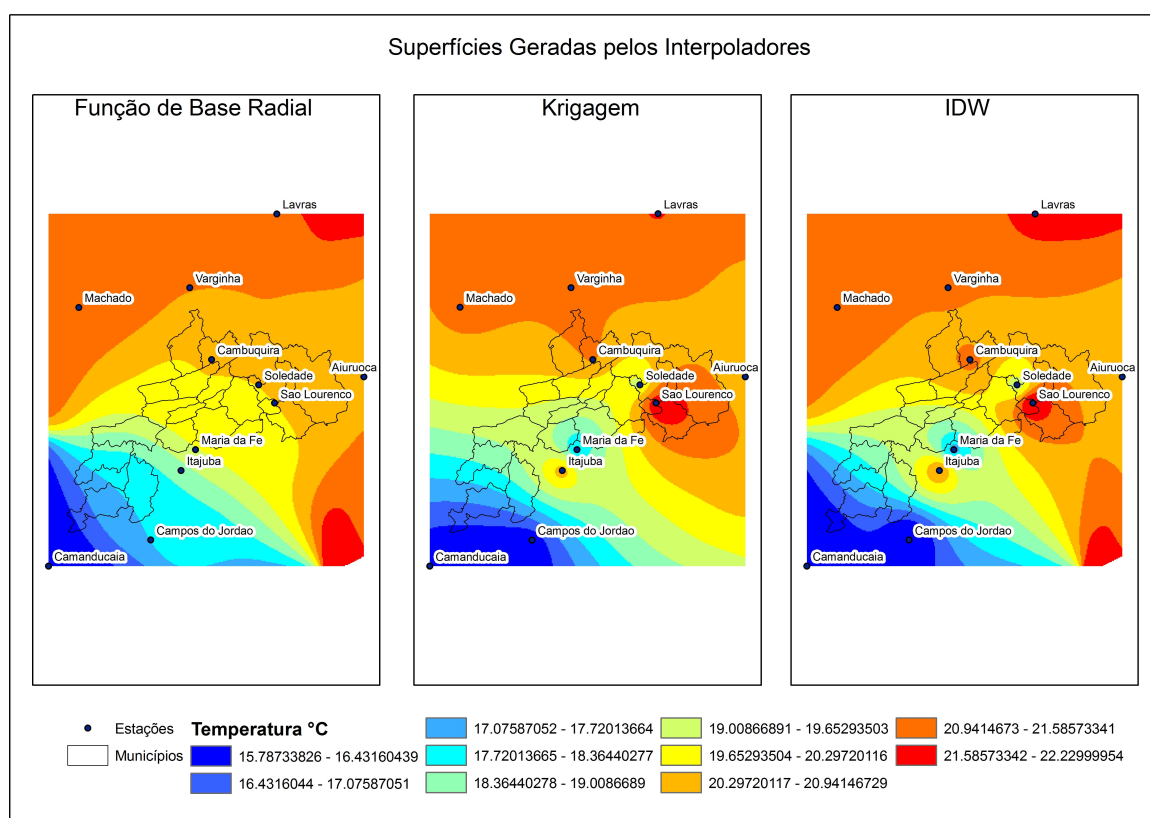 Superfícies Geradas pelos Interpoladores
Função de Base Radial
Lavras
Varginha
Machado
Cambuquira
Aiuruoca
Soledade
Sao Lourenco
Maria da Fe
Itajuba
Campos do Jordao
Camanducaia
Krigagem
Lavras
Varginha
Machado
Cambuquira
Aiuruoca
Soledade
Sao Lourenco
Maria da Fe
Itajuba
Campos do Jordao
Camanducaia
IDW
Lavras
Varginha
Machado
Cambuquira
Aiuruoca
Soledade
Sao Lourenco
Maria da Fe
Itajuba
Campos do Jordao
Camanducaia
Estações
Municípios
Temperatura °C
15.78733826 - 16.43160439
16.4316044 - 17.07587051
17.07587052 - 17.72013664
17.72013665 - 18.36440277
18.36440278 - 19.0086689
19.00866891 - 19.65293503
19.65293504 - 20.29720116
20.29720117 - 20.94146729
20.9414673 - 21.58573341
21.58573342 - 22.22999954